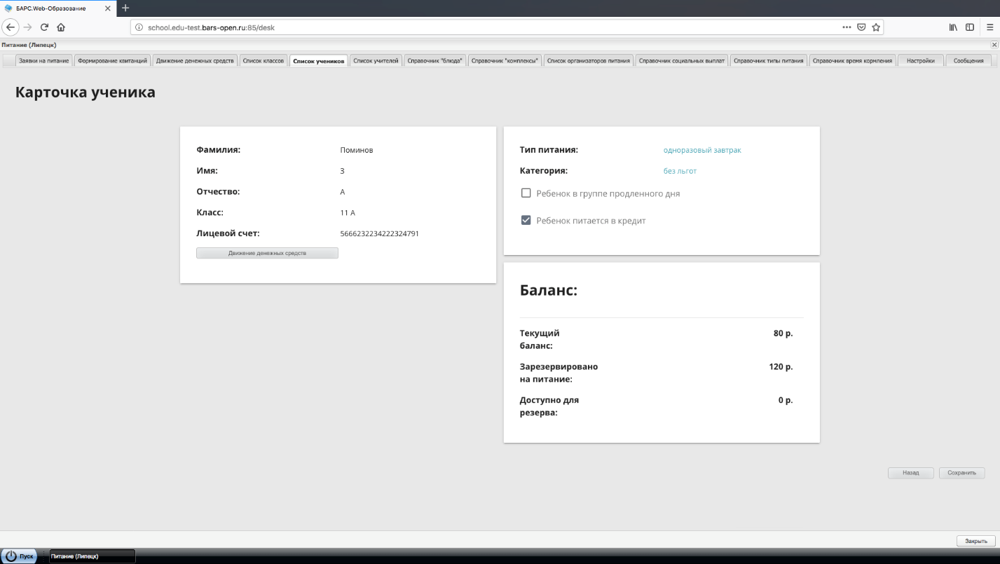 БАРС.Web-Образование
school.edu-test.bars-open.ru:85/desk
Питание (Липецк)
Заявки на питание
Формирование квитанций
Движение денежных средств
Список классов
Список учеников
Список учителей
Справочник "блюда"
Справочник "комплексы"
Список организаторов питания
Справочник социальных выплат
Справочник типы питания
Справочник время кормления
Настройки
Сообщения
Карточка ученика
Фамилия: Поминов
Имя: З
Отчество: А
Класс: 11 А
Лицевой счет: 5666232234222324791
Движение денежных средств
Тип питания: одноразовый завтрак
Категория: без льгот
Ребенок в группе продленного дня
Ребенок питается в кредит
Баланс:
Текущий баланс: 80 р.
Зарезервировано на питание: 120 р.
Доступно для резерва: 0 р.
Назад
Сохранить
Закрыть
Пуск
Питание (Липецк)